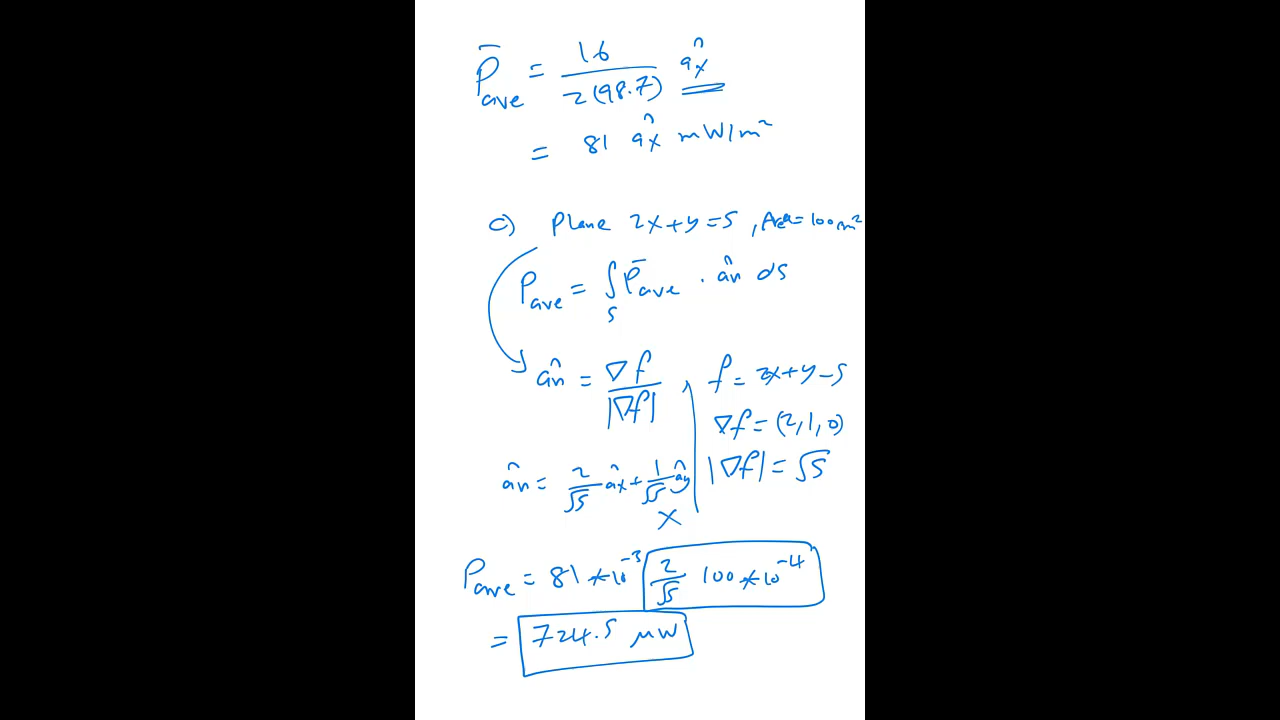 P̄ave = 16 / 2(98.7) âx
= 81 âx mW/m²
c) Plane 2x+y=5, Area=100cm²
Pave = ∫s P̄ave · ân ds
ân = ∇f / |∇f|
f = 2x+y-5
∇f = (2,1,0)
|∇f| = √5
ân = 2/√5 âx + 1/√5 ây
x
Pave = 81*10⁻³ 2/√5 100*10⁻⁴
= 724.5 μW